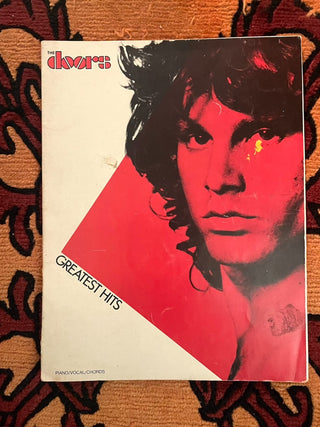 THE
doors
GREATEST HITS
PIANO/VOCAL/CHORDS